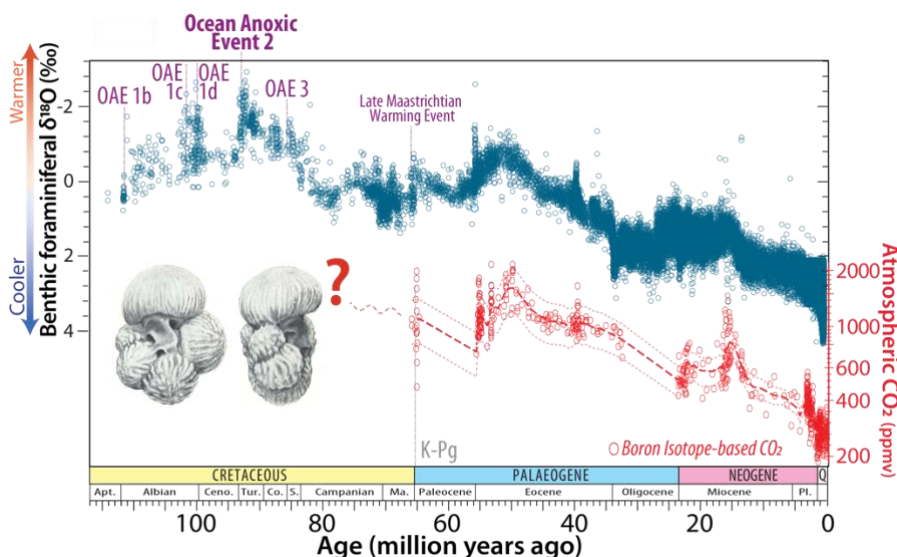 Ocean Anoxic
Event 2
OAE 1b
OAE
1c
OAE
1d
OAE 3
Late Maastrichtian
Warming Event
Warmer
Cooler
Benthic foraminiferal δ¹⁸O (‰)
-2
0
2
4
?
Atmospheric CO₂ (ppmv)
2000
1000
600
400
200
K-Pg
Boron Isotope-based CO₂
CRETACEOUS
PALAEOGENE
NEOGENE
Q
Apt.
Albian
Ceno.
Tur.
Co.
S.
Campanian
Ma.
Paleocene
Eocene
Oligocene
Miocene
Pl.
100
80
60
40
20
0
Age (million years ago)